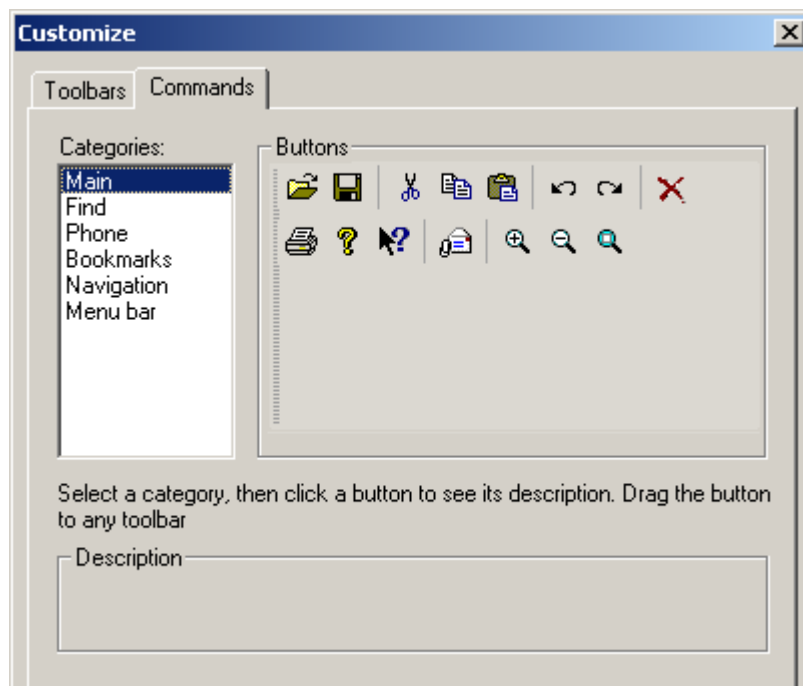 Customize
Toolbars
Commands
Categories:
Main
Find
Phone
Bookmarks
Navigation
Menu bar
Buttons
Select a category, then click a button to see its description. Drag the button
to any toolbar
Description